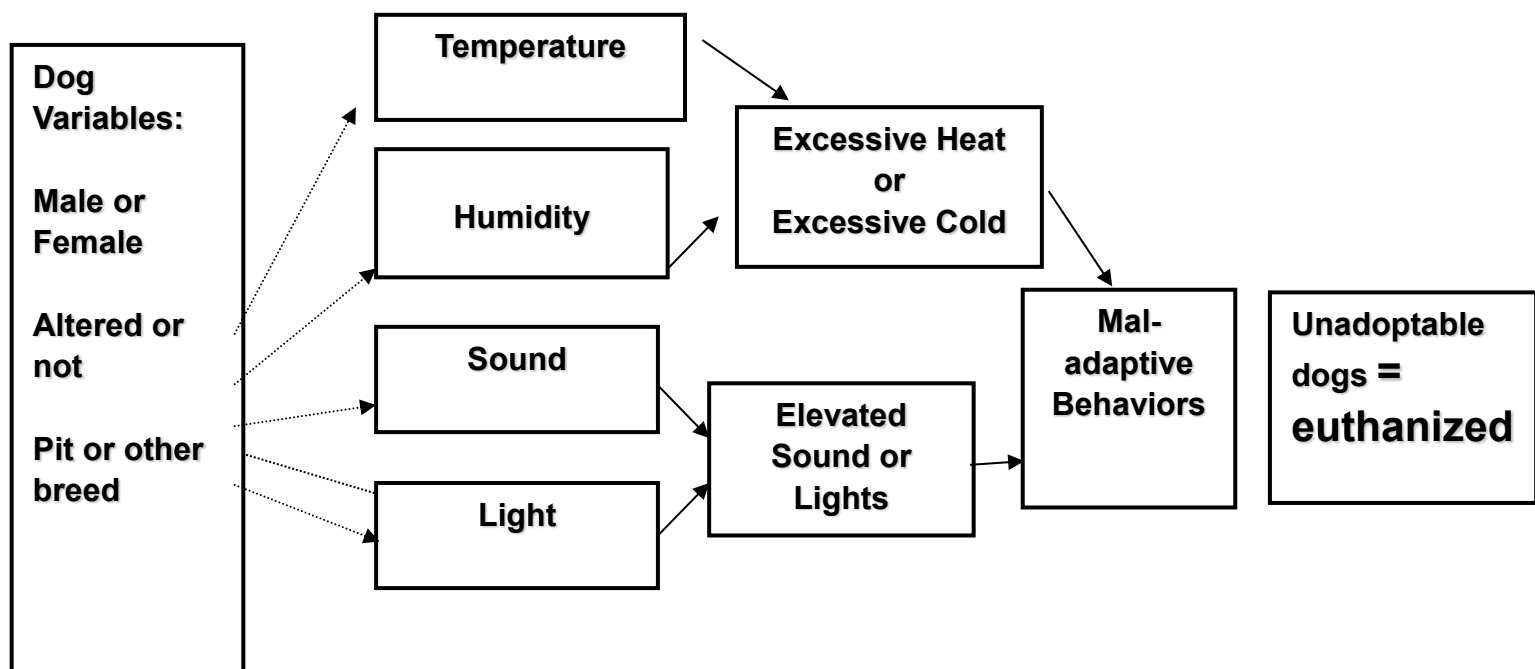 Dog
Variables:
Male or
Female
Altered or
not
Pit or other
breed
Temperature
Humidity
Sound
Light
Excessive Heat
or
Excessive Cold
Elevated
Sound or
Lights
Mal-
adaptive
Behaviors
Unadoptable
dogs =
euthanized